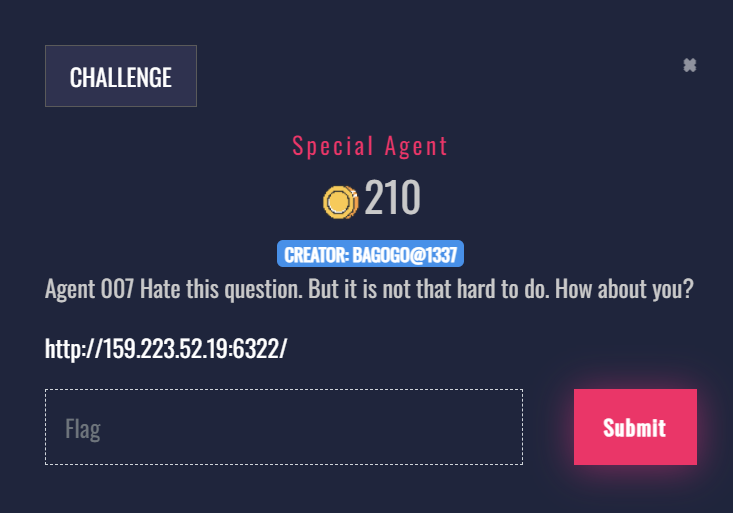 CHALLENGE
✖
Special Agent
210
CREATOR: BAGOGO@1337
Agent 007 Hate this question. But it is not that hard to do. How about you?
http://159.223.52.19:6322/
Flag
Submit